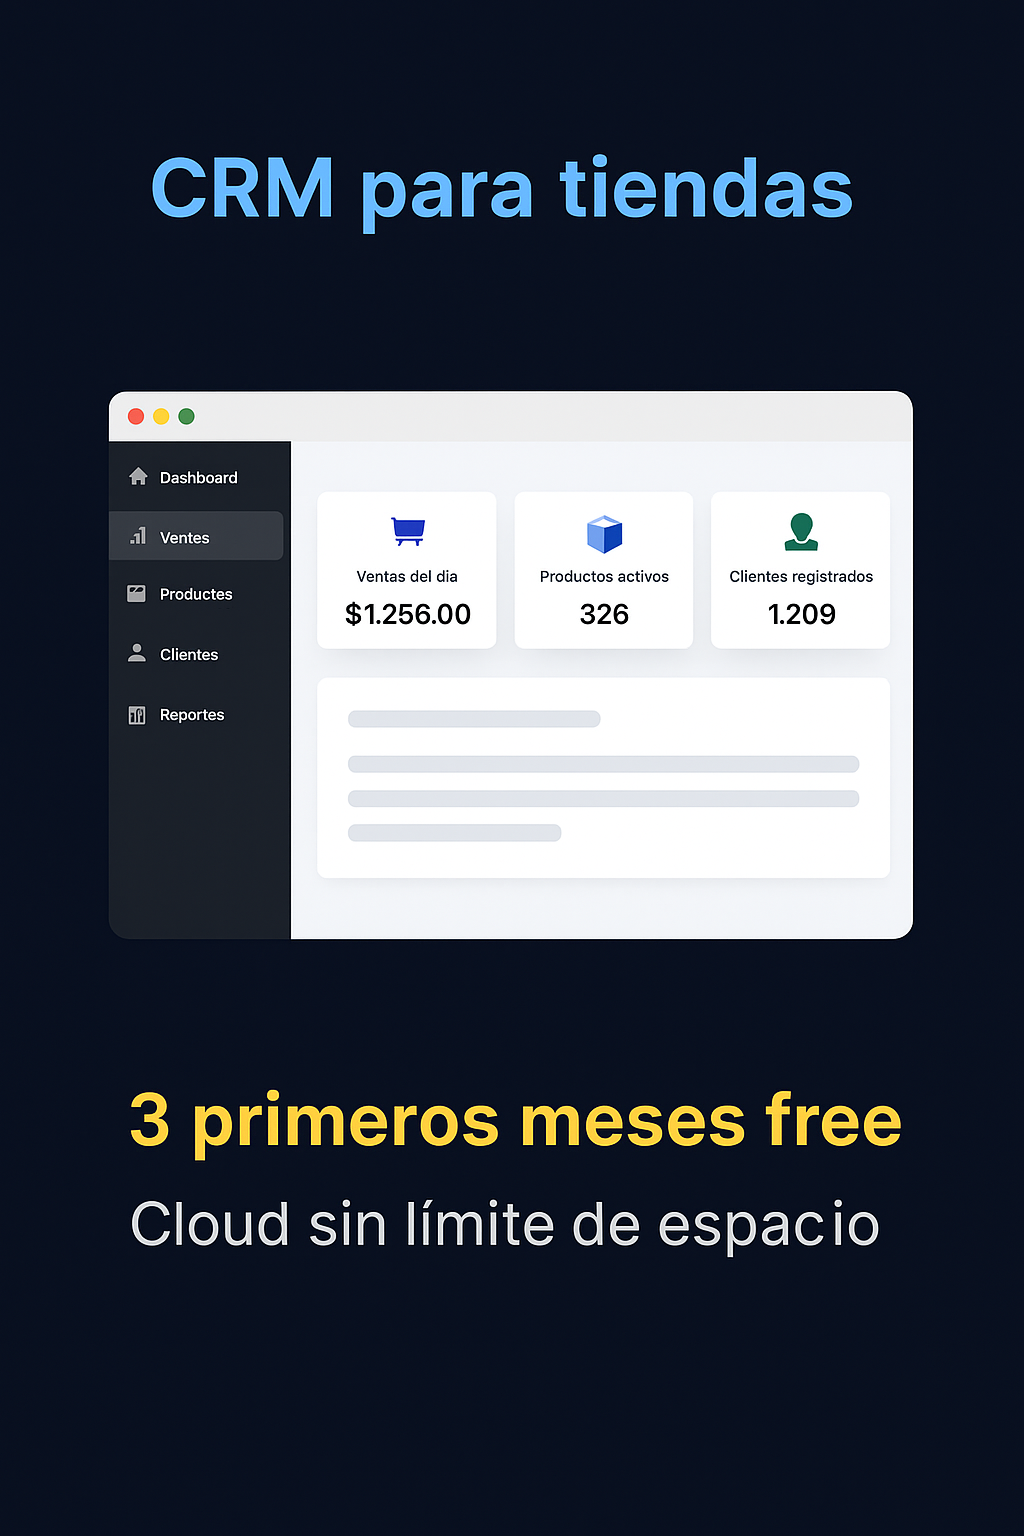 CRM para tiendas
Dashboard
Ventes
Productes
Clientes
Reportes
Ventas del dia
$1.256.00
Productos activos
326
Clientes registrados
1.209
3 primeros meses free
Cloud sin límite de espacio